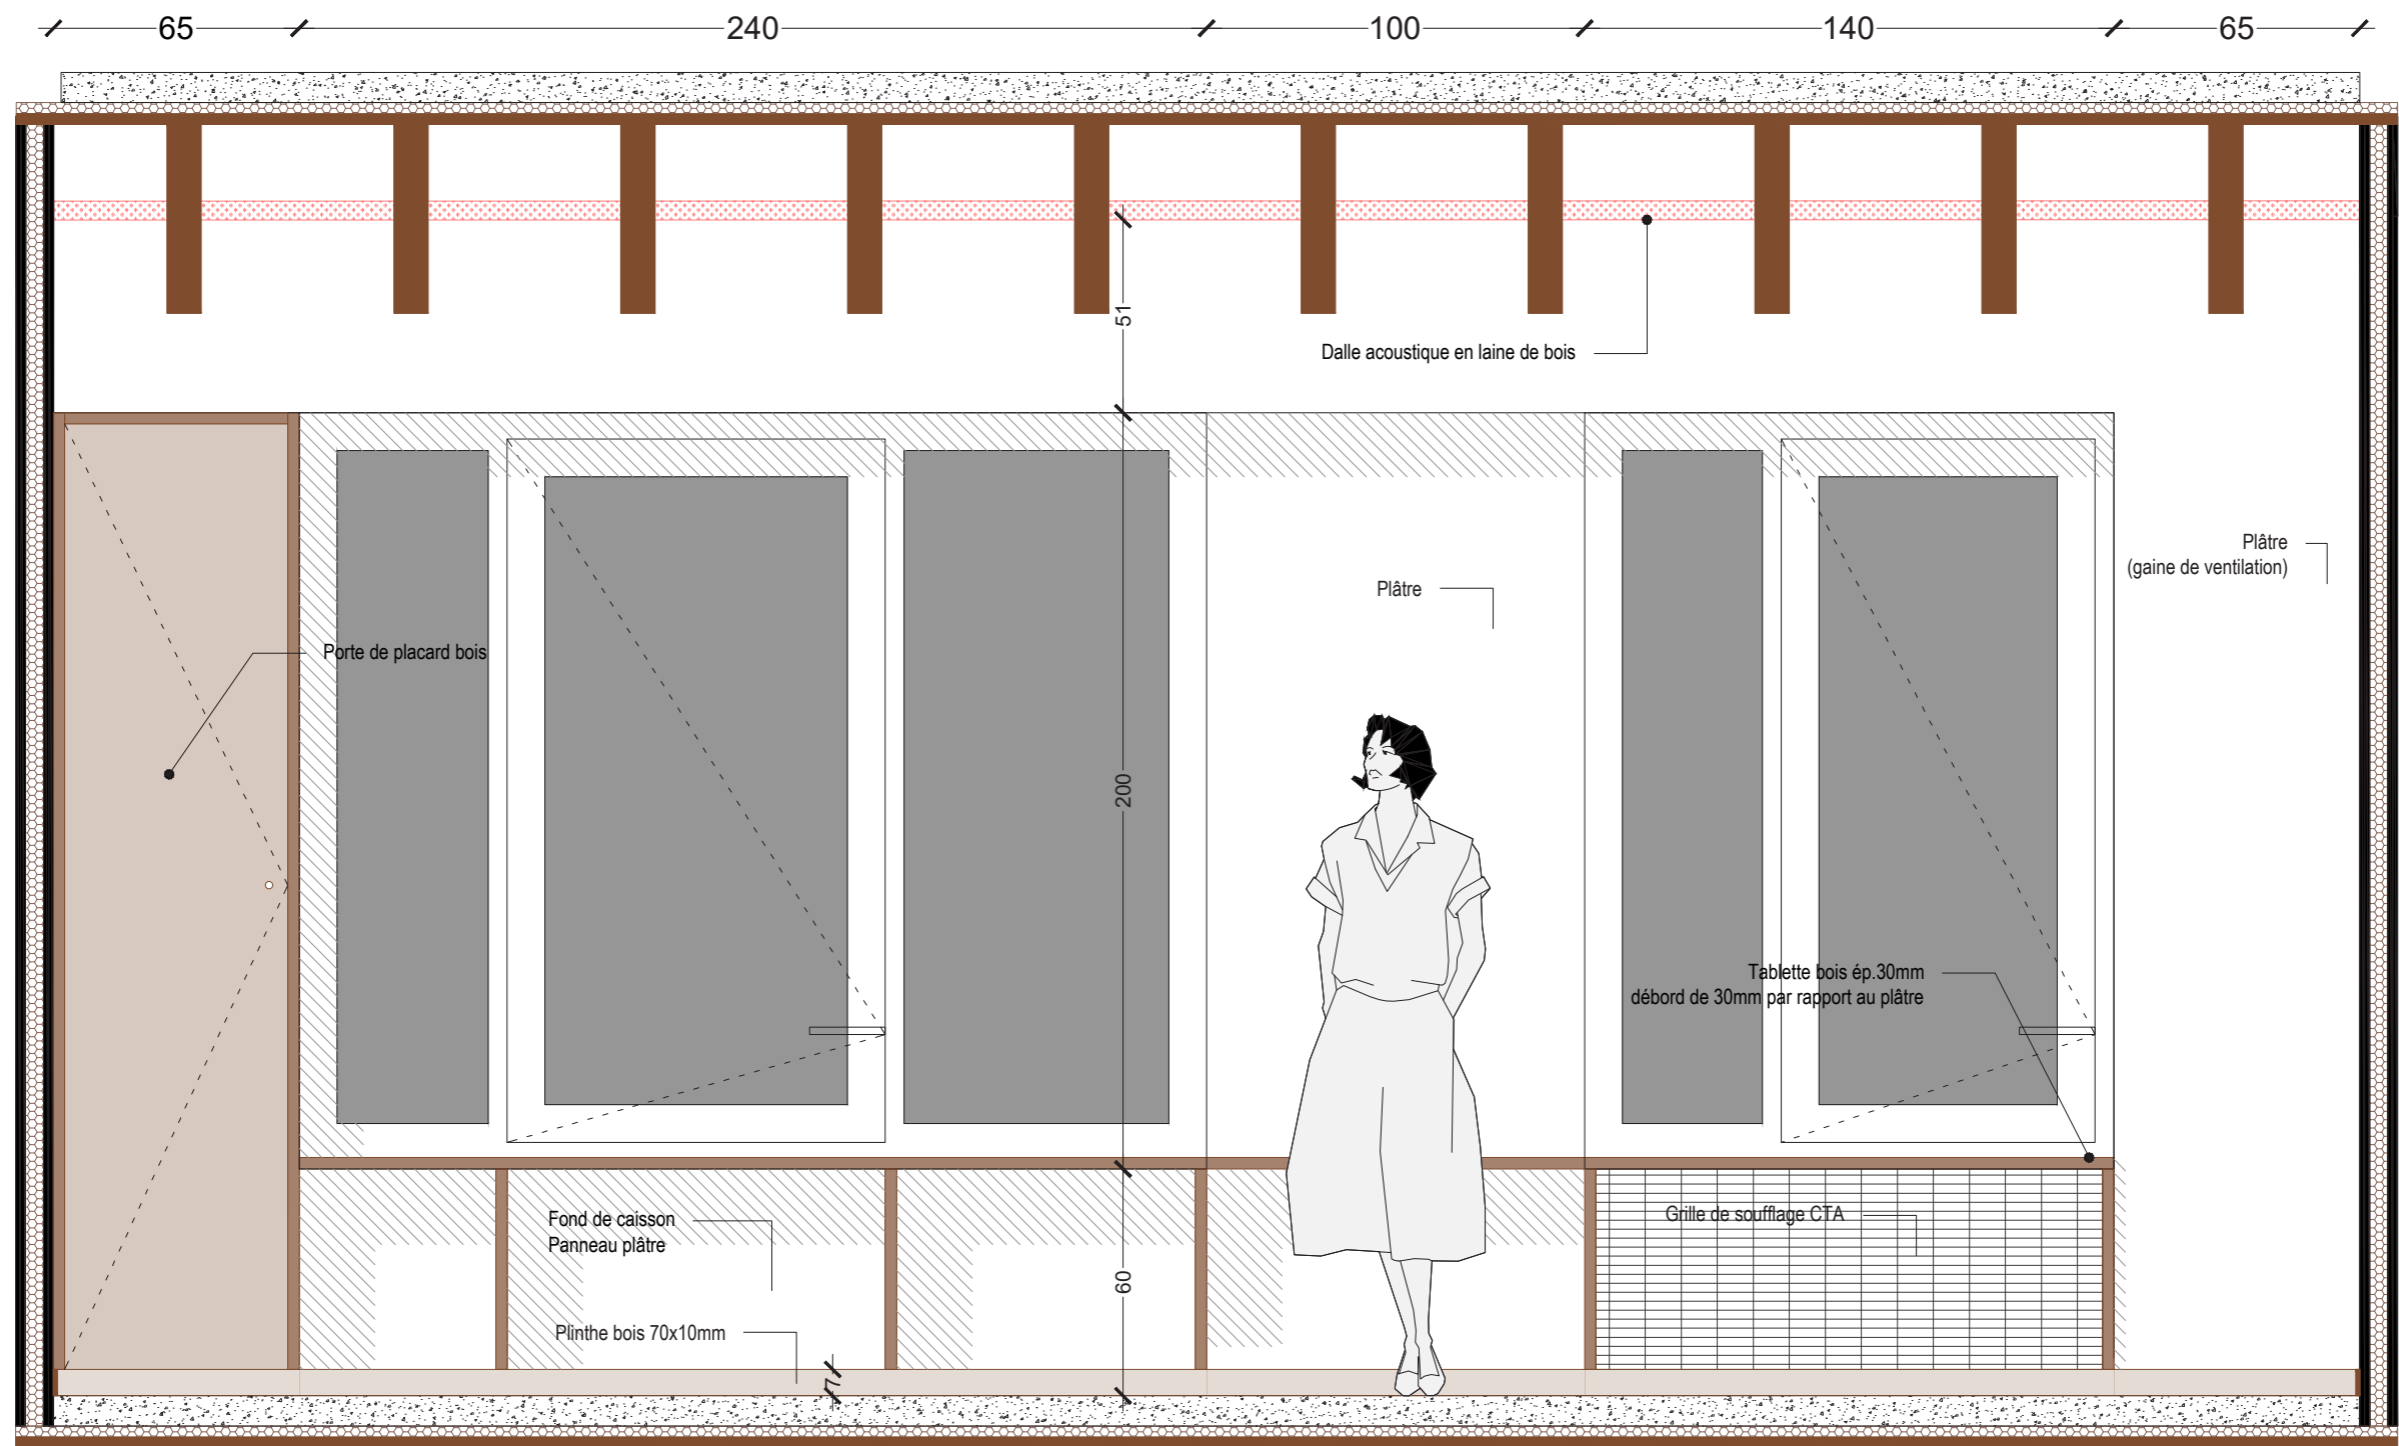 65 240 100 140 65
51
Dalle acoustique en laine de bois
Plâtre
(gaine de ventilation)
Plâtre
Porte de placard bois
200
Tablette bois ép.30mm
débord de 30mm par rapport au plâtre
Fond de caisson
Panneau plâtre
Grille de soufflage CTA
60
Plinthe bois 70x10mm
7